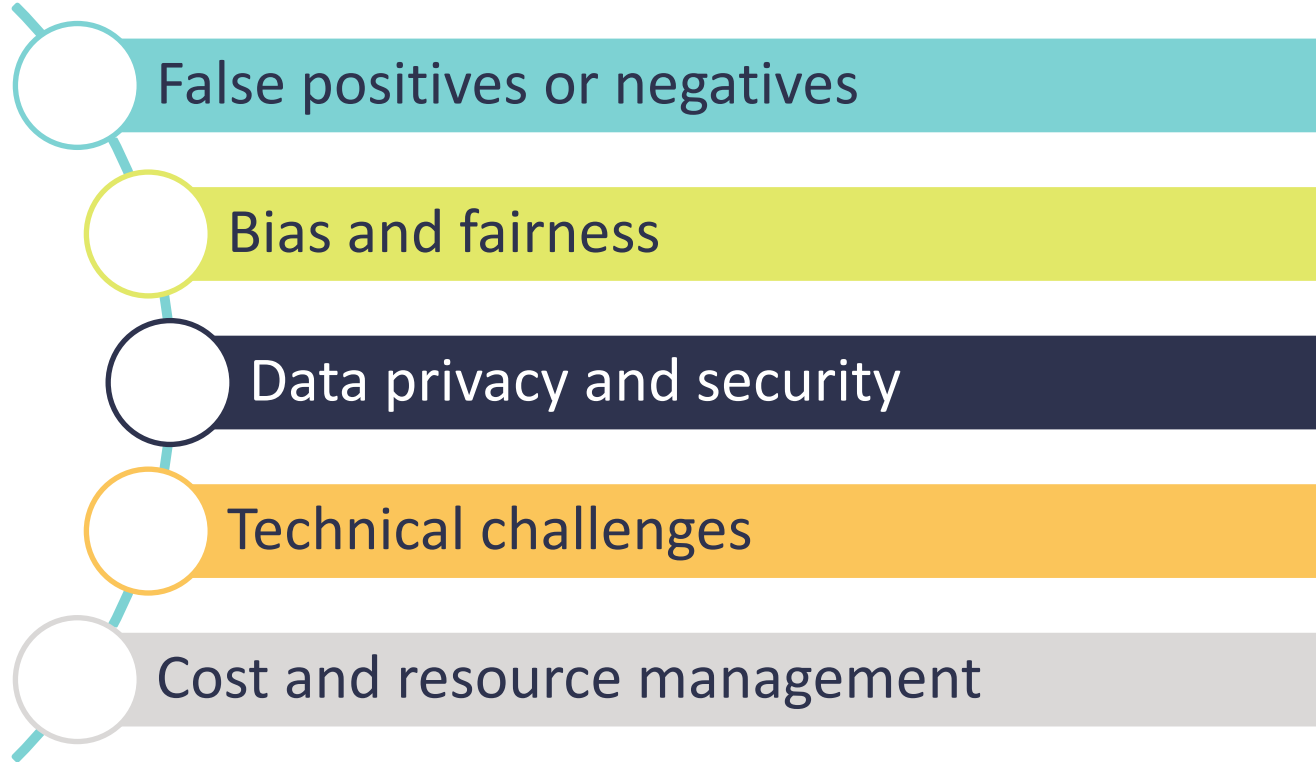 False positives or negatives
Bias and fairness
Data privacy and security
Technical challenges
Cost and resource management